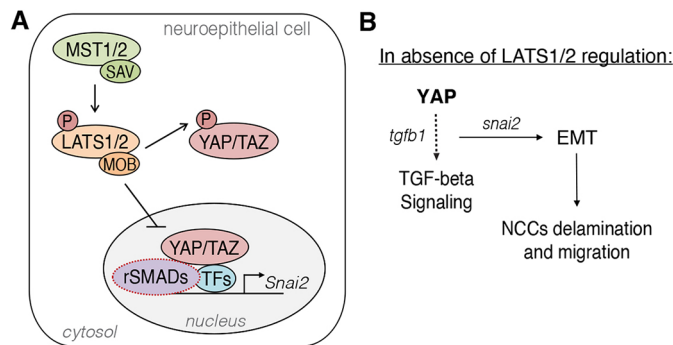 A
neuroepithelial cell
MST1/2
SAV
P
LATS1/2
MOB
P
YAP/TAZ
YAP/TAZ
rSMADs
TFs
Snai2
nucleus
cytosol
B
In absence of LATS1/2 regulation:
YAP
tgfb1
snai2
EMT
TGF-beta
Signaling
NCCs delamination
and migration